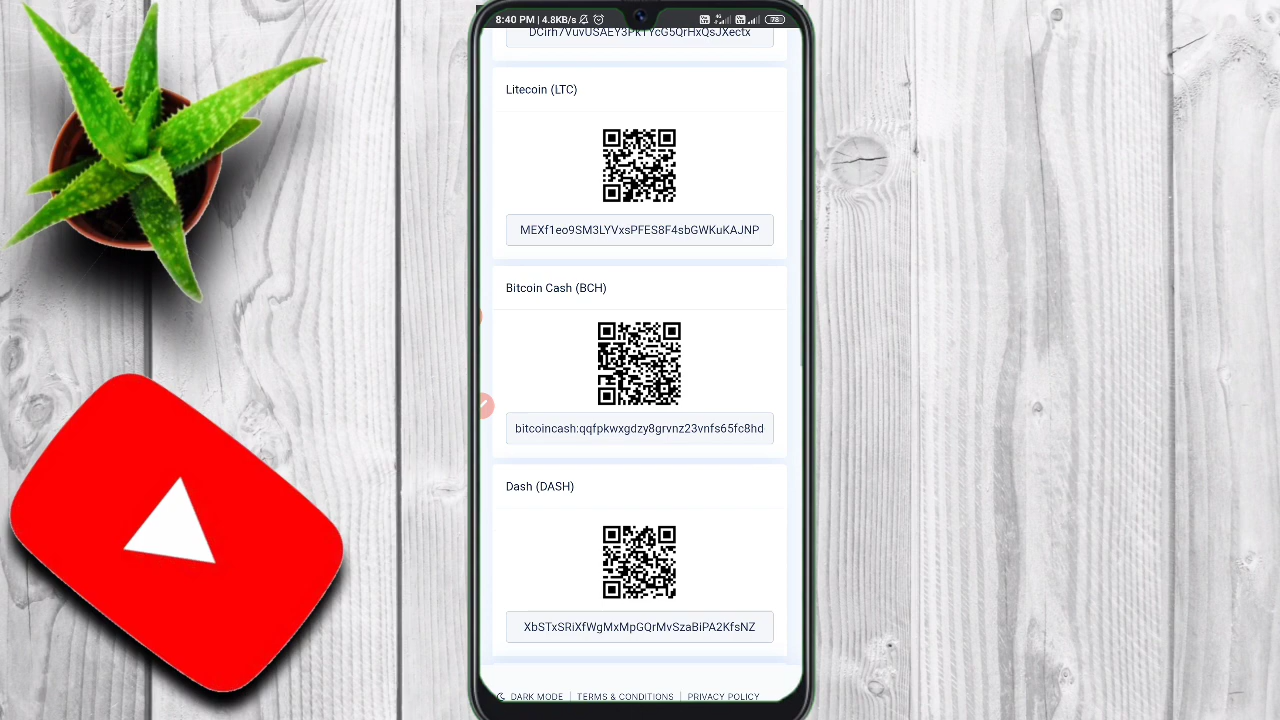 8:40 PM | 4.8KB/s
78
Litecoin (LTC)
MEXf1eo9SM3LYVxsPFES8F4sbGWKuKAJNP
Bitcoin Cash (BCH)
bitcoincash:qqfpkwxgdzy8grvnz23vnfs65fc8hd
Dash (DASH)
XbSTxSRiXfWgMxMpGQrMvSzaBiPA2KfsNZ
DARK MODE | TERMS & CONDITIONS | PRIVACY POLICY